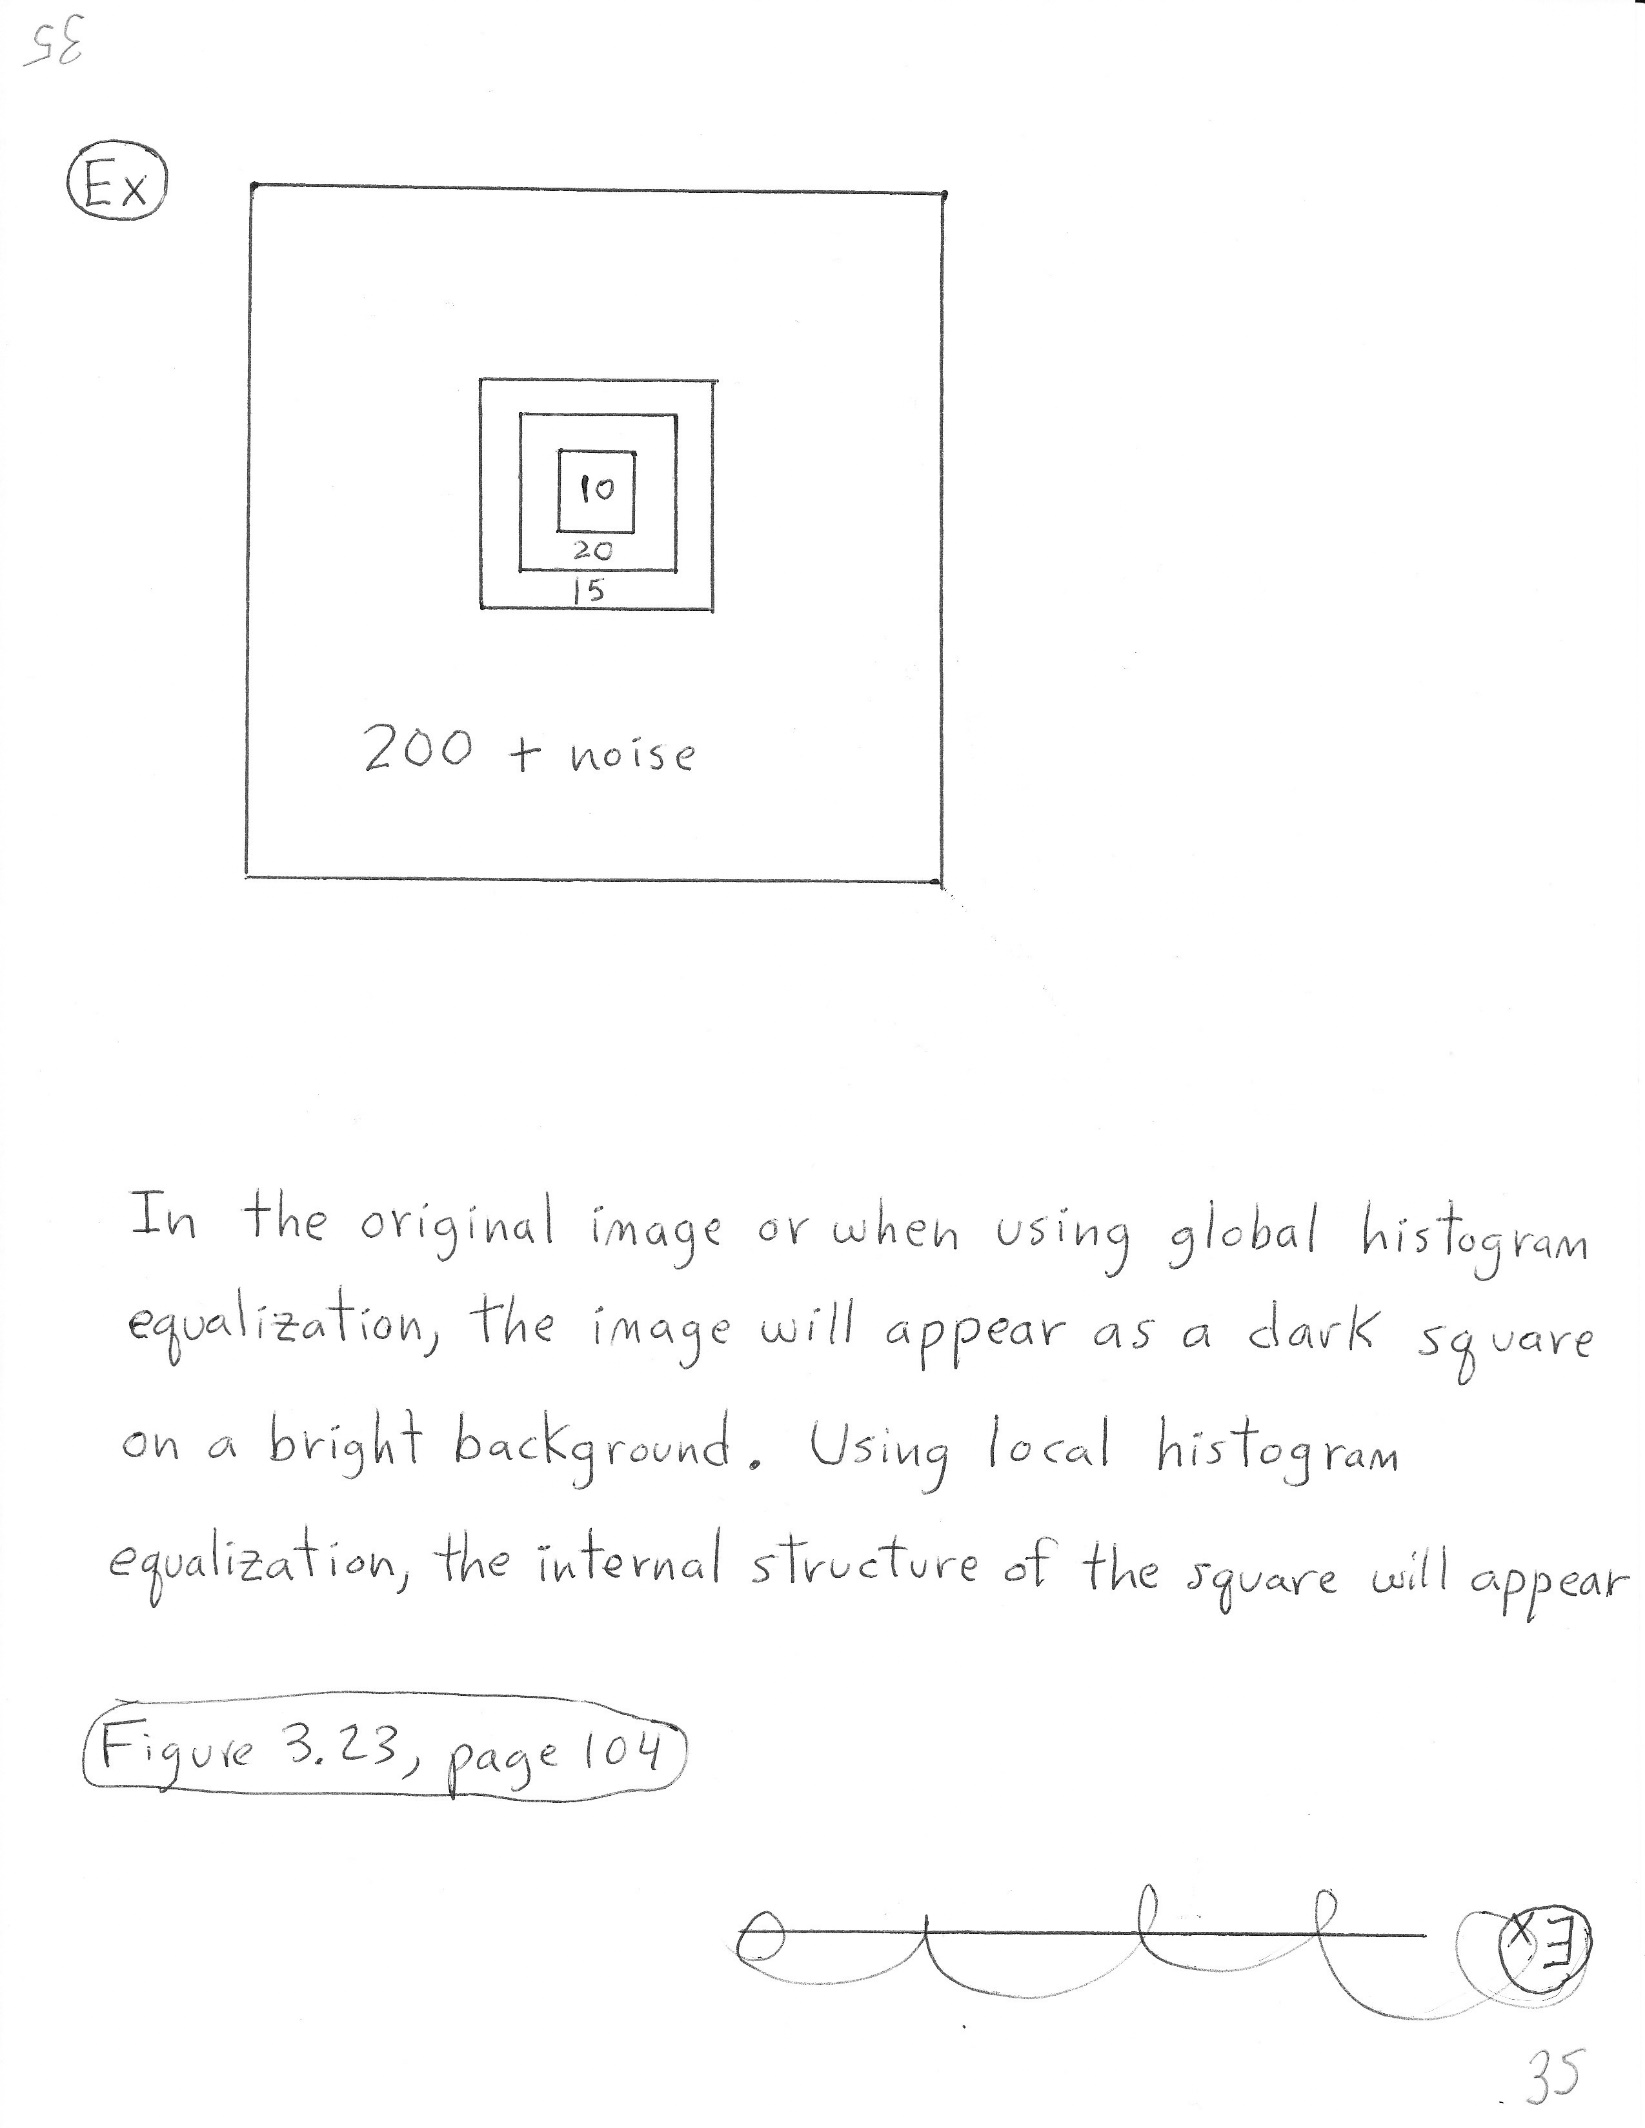 35
Ex
10
20
15
200 + noise
In the original image or when using global histogram
equalization, the image will appear as a dark square
on a bright background. Using local histogram
equalization, the internal structure of the square will appear
Figure 3.23, page 104
Ex
35